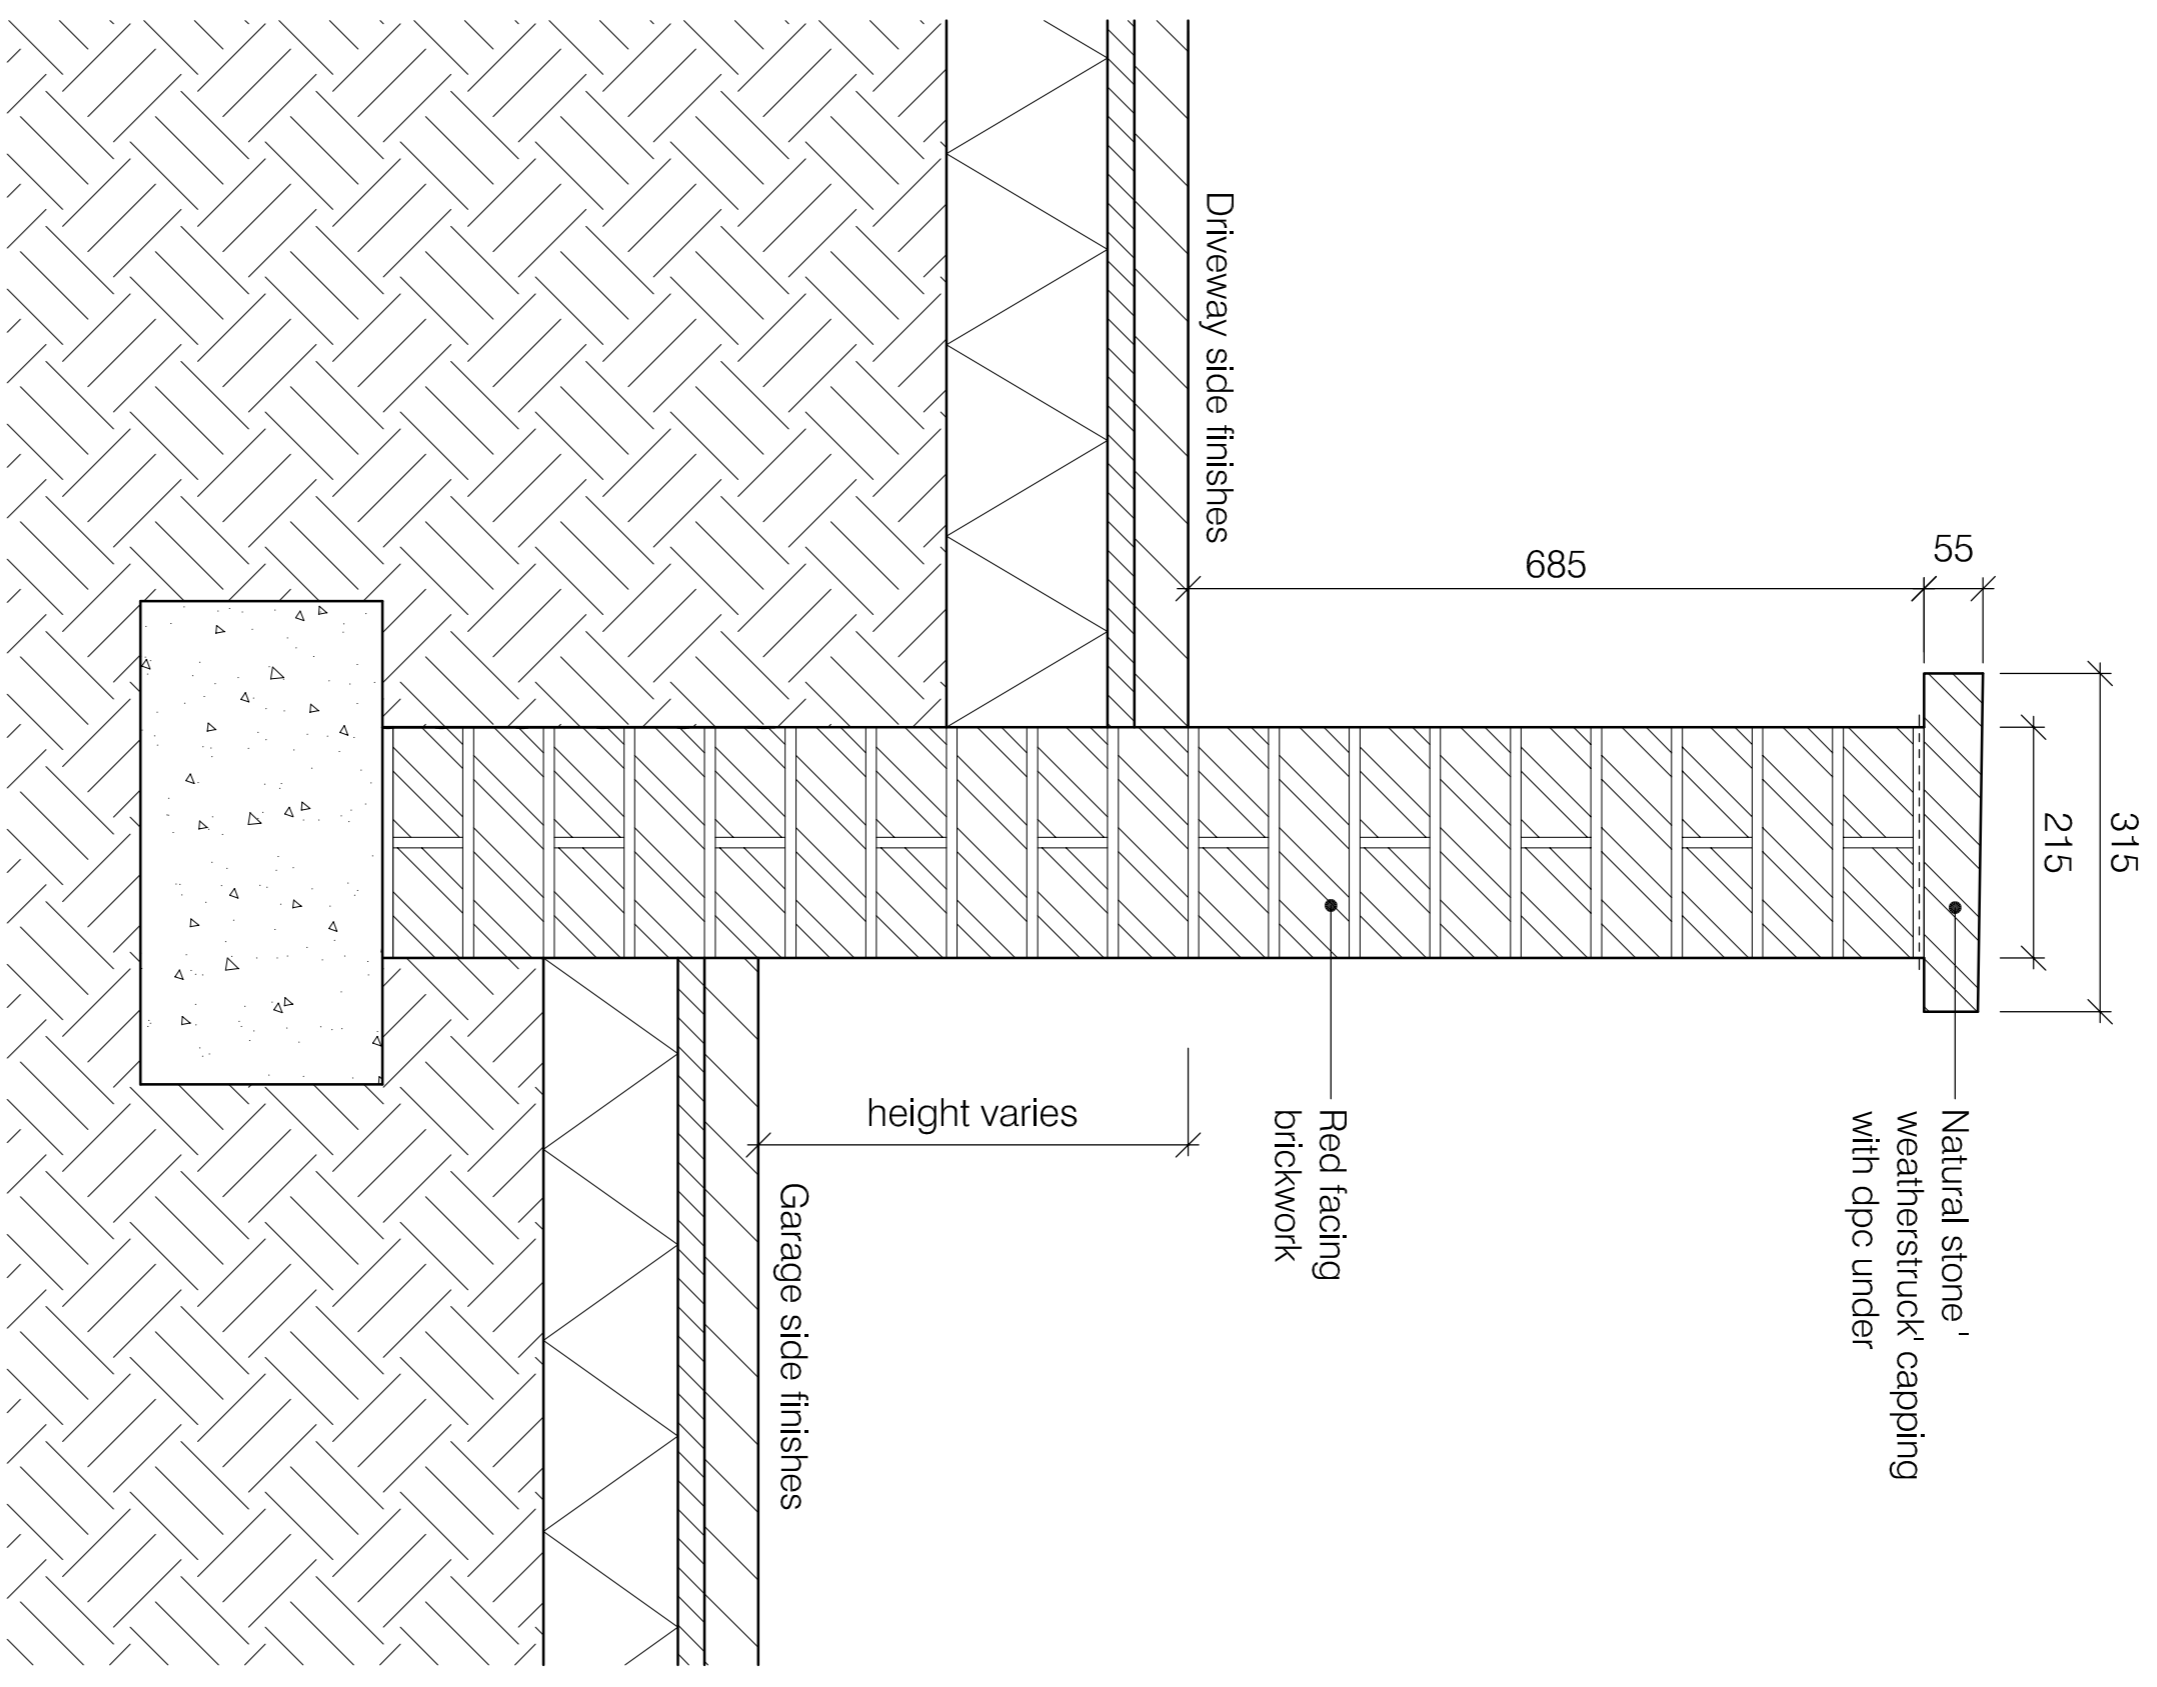 315
215
55
685
Natural stone '
weatherstruck' capping
with dpc under
Red facing
brickwork
Driveway side finishes
height varies
Garage side finishes